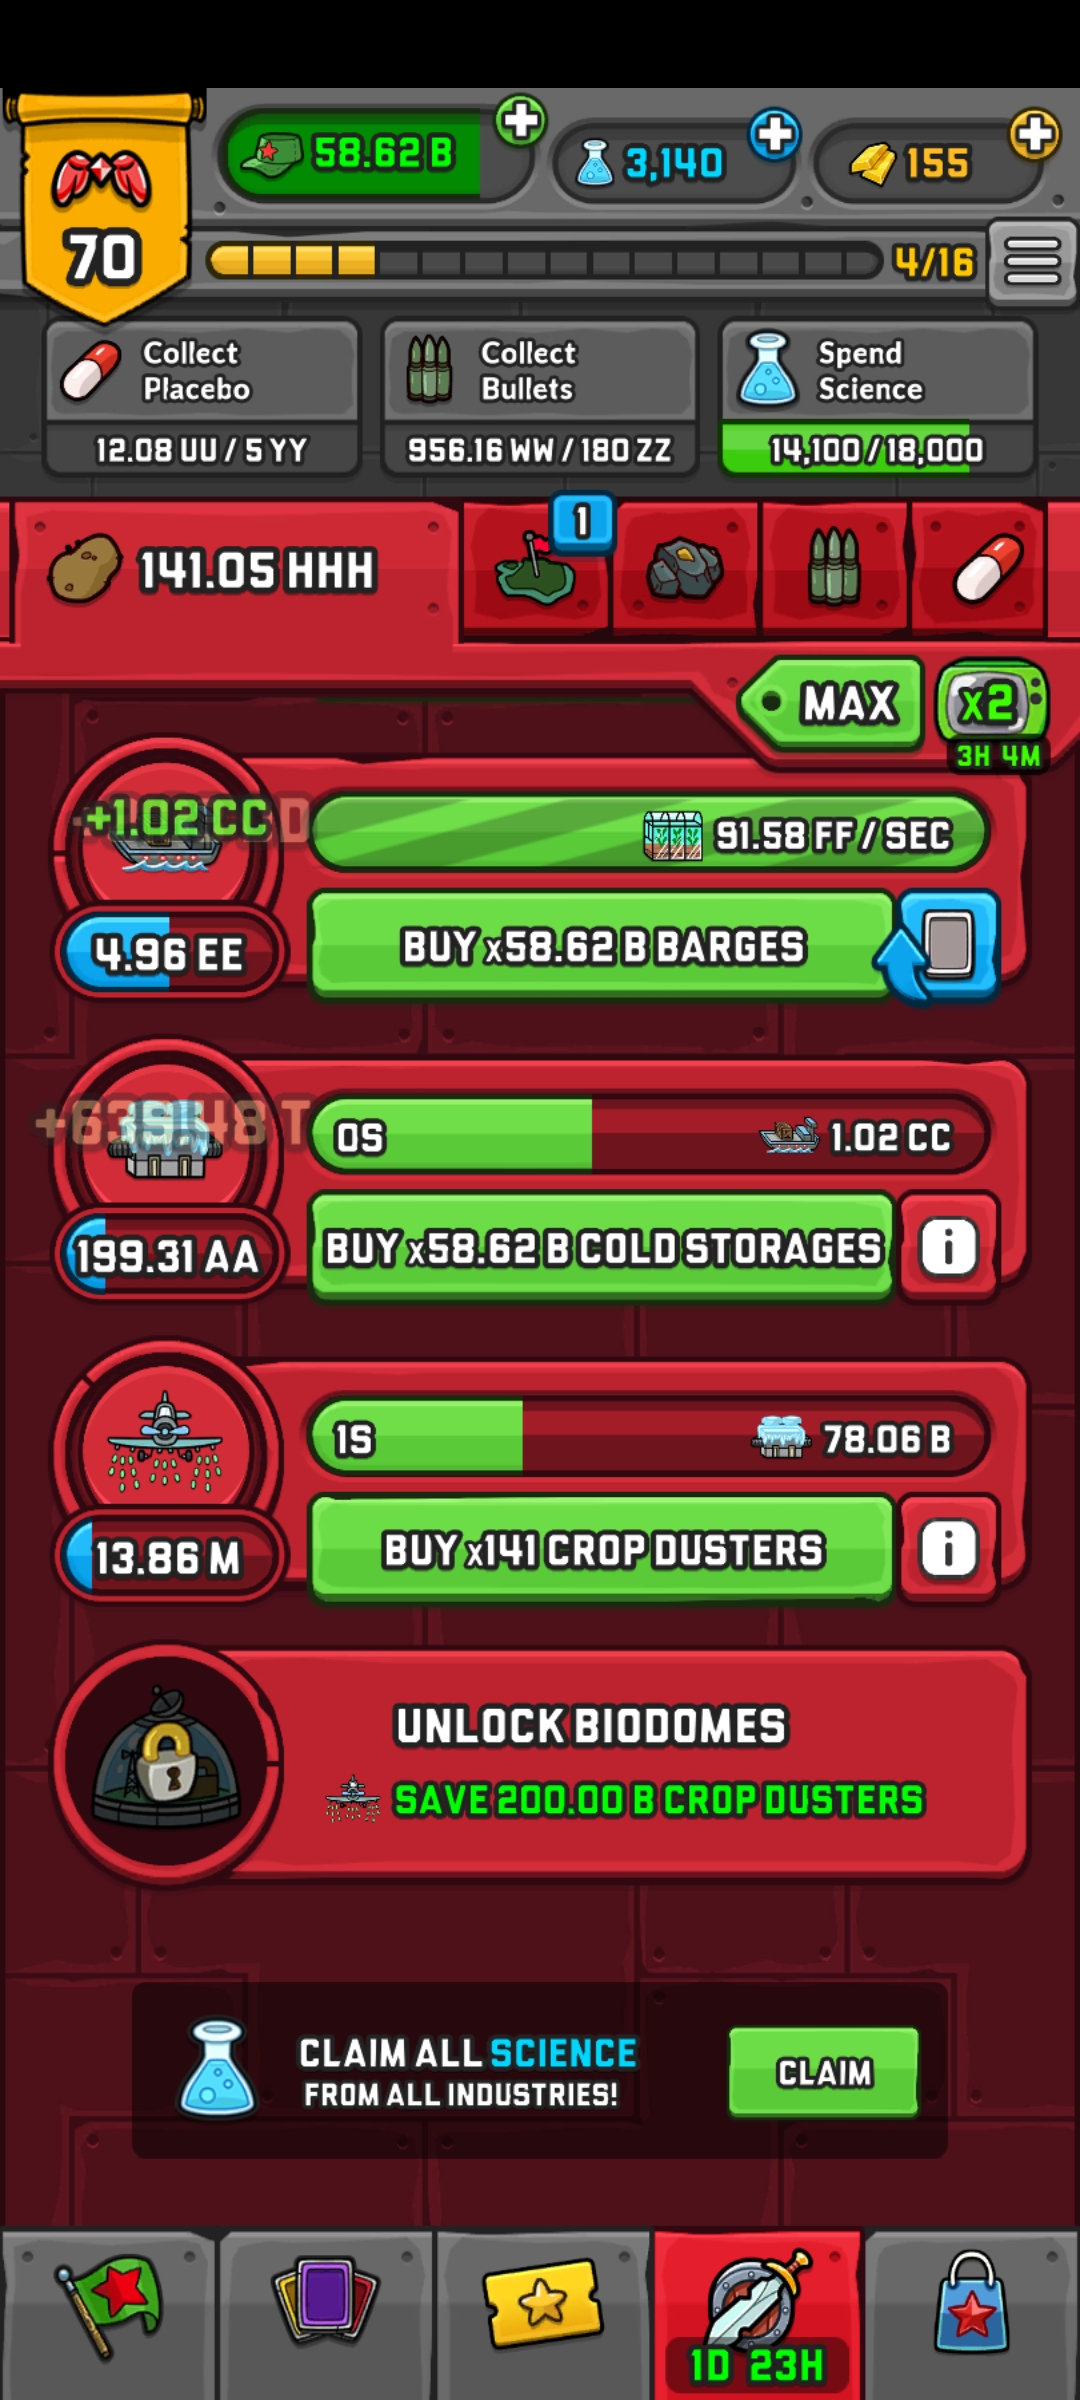 58.62 B
3,140
155
70
4/16
Collect
Placebo
12.08 UU / 5 YY
Collect
Bullets
956.16 WW / 180 ZZ
Spend
Science
14,100 / 18,000
141.05 HHH
1
MAX
x2
3H 4M
+1.02 CC
91.58 FF / SEC
4.96 EE
BUY x58.62 B BARGES
0S
1.02 CC
199.31 AA
BUY x58.62 B COLD STORAGES
i
1S
78.06 B
13.86 M
BUY x141 CROP DUSTERS
i
UNLOCK BIODOMES
SAVE 200.00 B CROP DUSTERS
CLAIM ALL SCIENCE
FROM ALL INDUSTRIES!
CLAIM
1D 23H